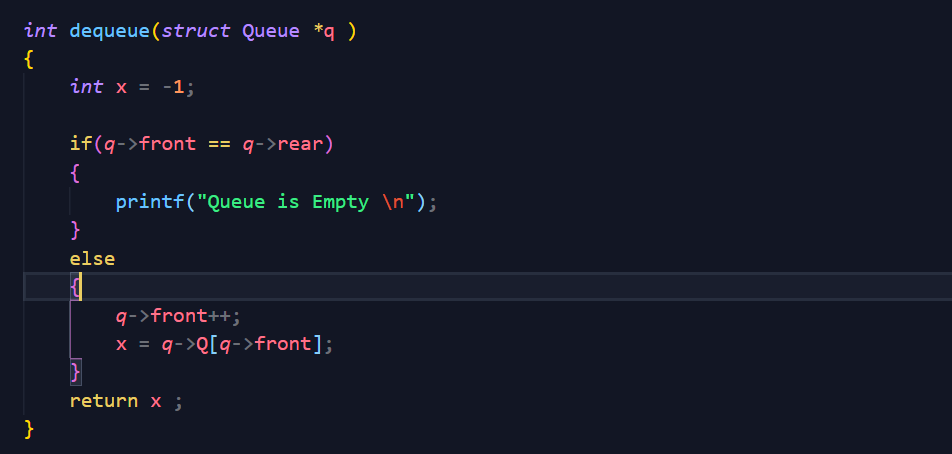 int dequeue(struct Queue *q )
{
    int x = -1;

    if(q->front == q->rear)
    {
        printf("Queue is Empty \n");
    }
    else
    {
        q->front++;
        x = q->Q[q->front];
    }
    return x ;
}